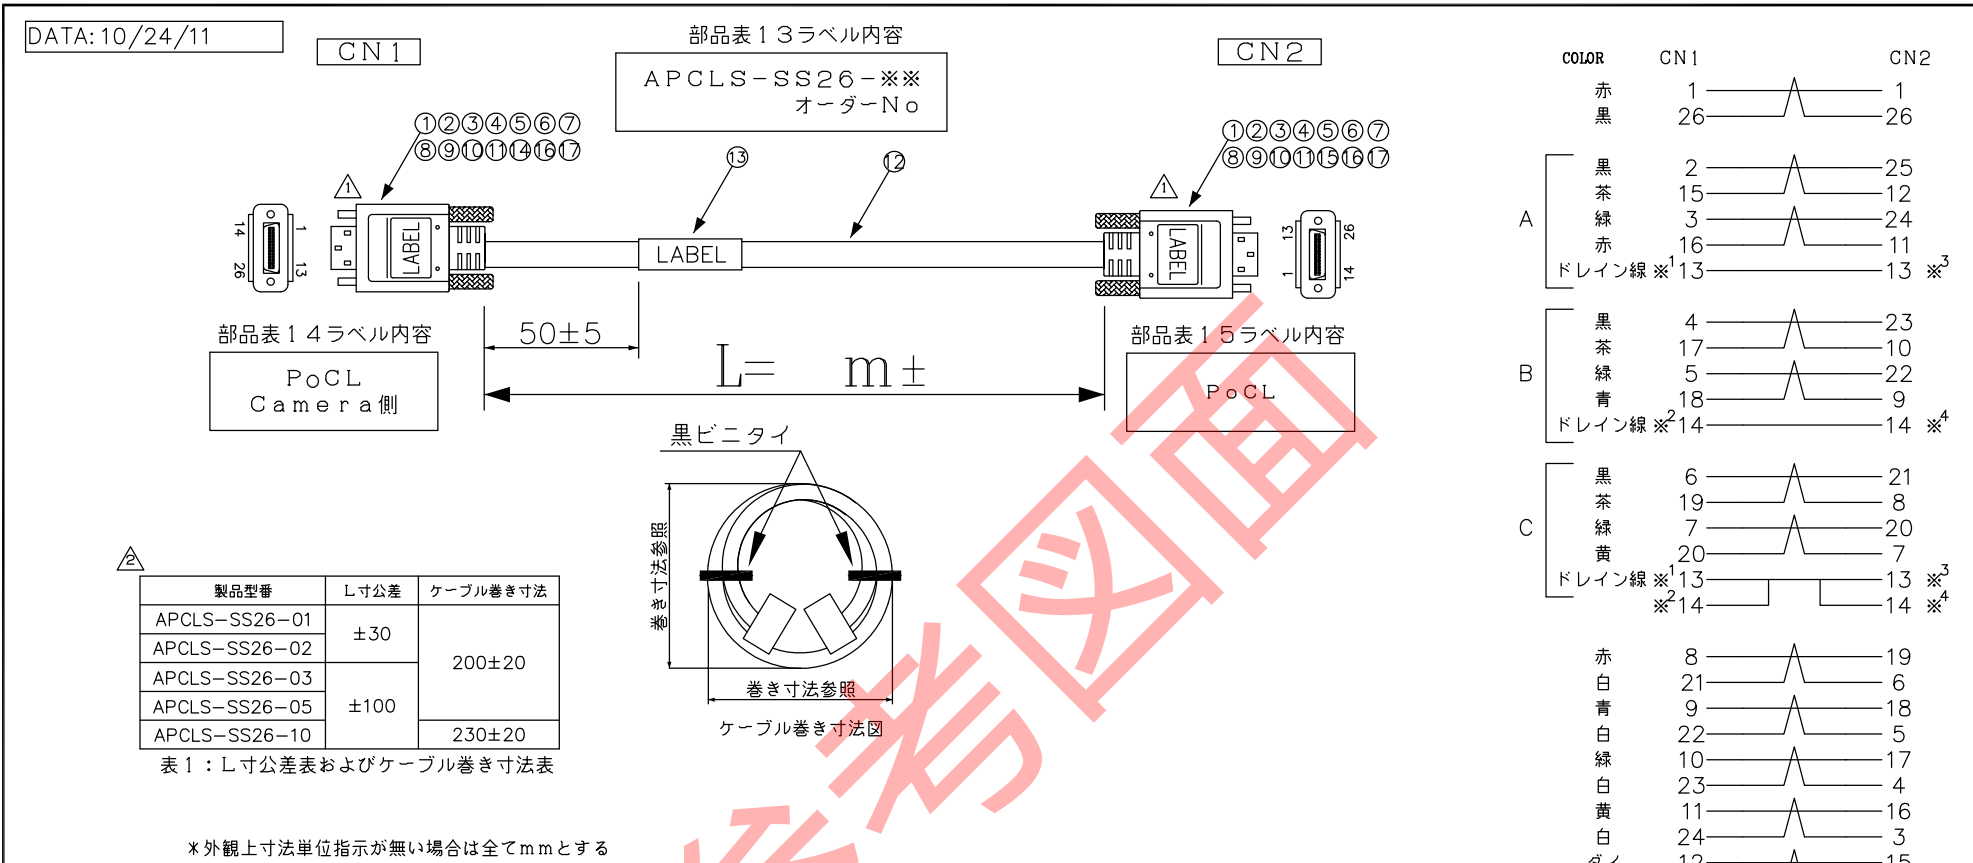 DATA:10/24/11
CN1
部品表13ラベル内容
APCLS-SS26-※※
オーダーNo
CN2
①②③④⑤⑥⑦
⑧⑨⑩⑪⑭⑯⑰
⑬
⑫
①②③④⑤⑥⑦
⑧⑨⑩⑪⑮⑯⑰
1
1
14 1
26 13
LABEL
LABEL
LABEL
13 26
1 14
部品表14ラベル内容
PoCL
Camera側
50±5
L= m±
部品表15ラベル内容
PoCL
黒ビニタイ
巻き寸法参照
巻き寸法参照
ケーブル巻き寸法図
2
製品型番 L寸公差 ケーブル巻き寸法
APCLS-SS26-01 ±30 200±20
APCLS-SS26-02
APCLS-SS26-03 ±100
APCLS-SS26-05
APCLS-SS26-10 230±20
表1：L寸公差表およびケーブル巻き寸法表
*外観上寸法単位指示が無い場合は全てmmとする
COLOR CN1 CN2
赤 1 1
黒 26 26
A
黒 2 25
茶 15 12
緑 3 24
赤 16 11
ドレイン線 ※1 13 13 ※3
B
黒 4 23
茶 17 10
緑 5 22
青 18 9
ドレイン線 ※2 14 14 ※4
C
黒 6 21
茶 19 8
緑 7 20
黄 20 7
ドレイン線 ※1 13 13 ※3
※2 14 14 ※4
赤 8 19
白 21 6
青 9 18
白 22 5
緑 10 17
白 23 4
黄 11 16
白 24 3
12 15
参考図面